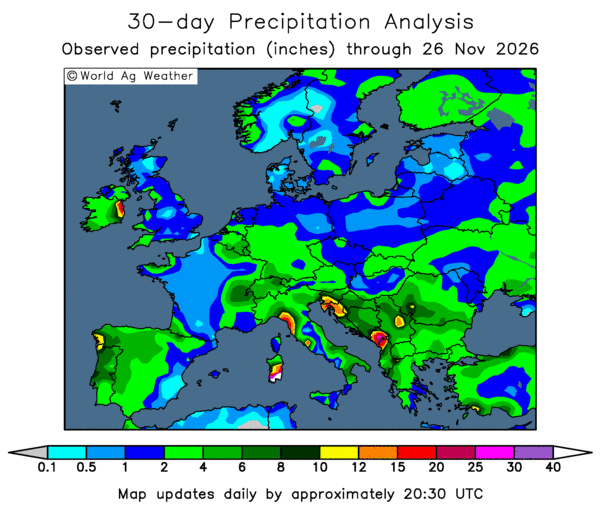 30-day Precipitation Analysis
Observed precipitation (inches) through 26 Nov 2026
© World Ag Weather
0.1 0.5 1 2 4 6 8 10 12 15 20 25 30 40
Map updates daily by approximately 20:30 UTC